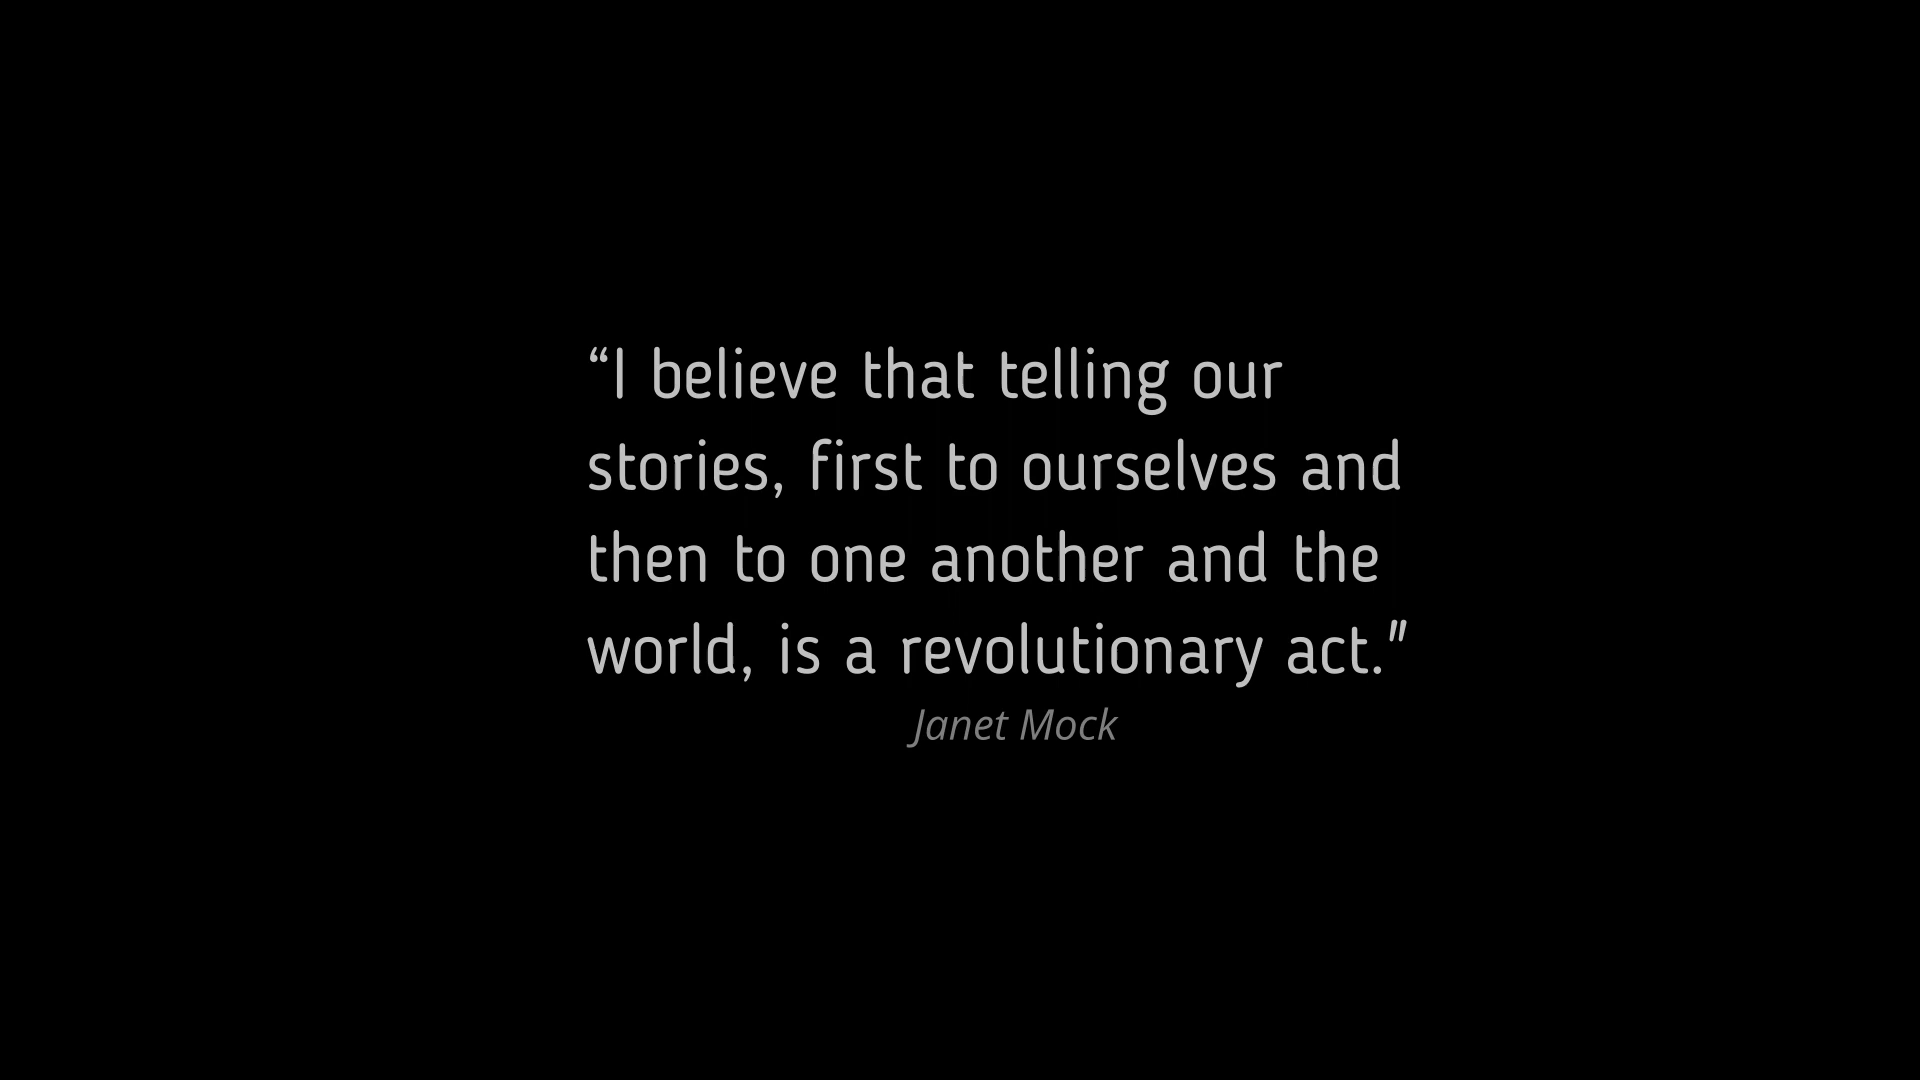 “I believe that telling our
stories, first to ourselves and
then to one another and the
world, is a revolutionary act."
Janet Mock